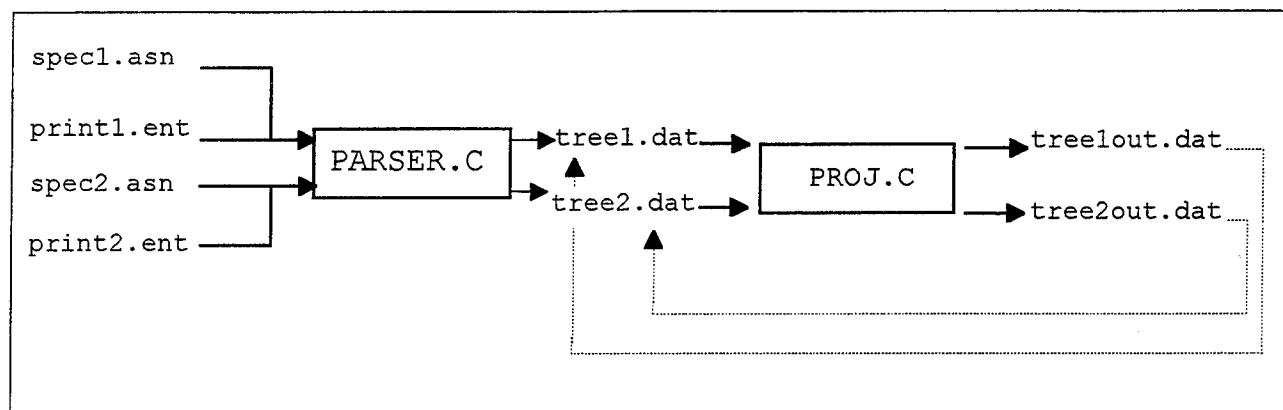 spec1.asn
print1.ent
spec2.asn
print2.ent
PARSER.C
tree1.dat
tree2.dat
PROJ.C
tree1out.dat
tree2out.dat